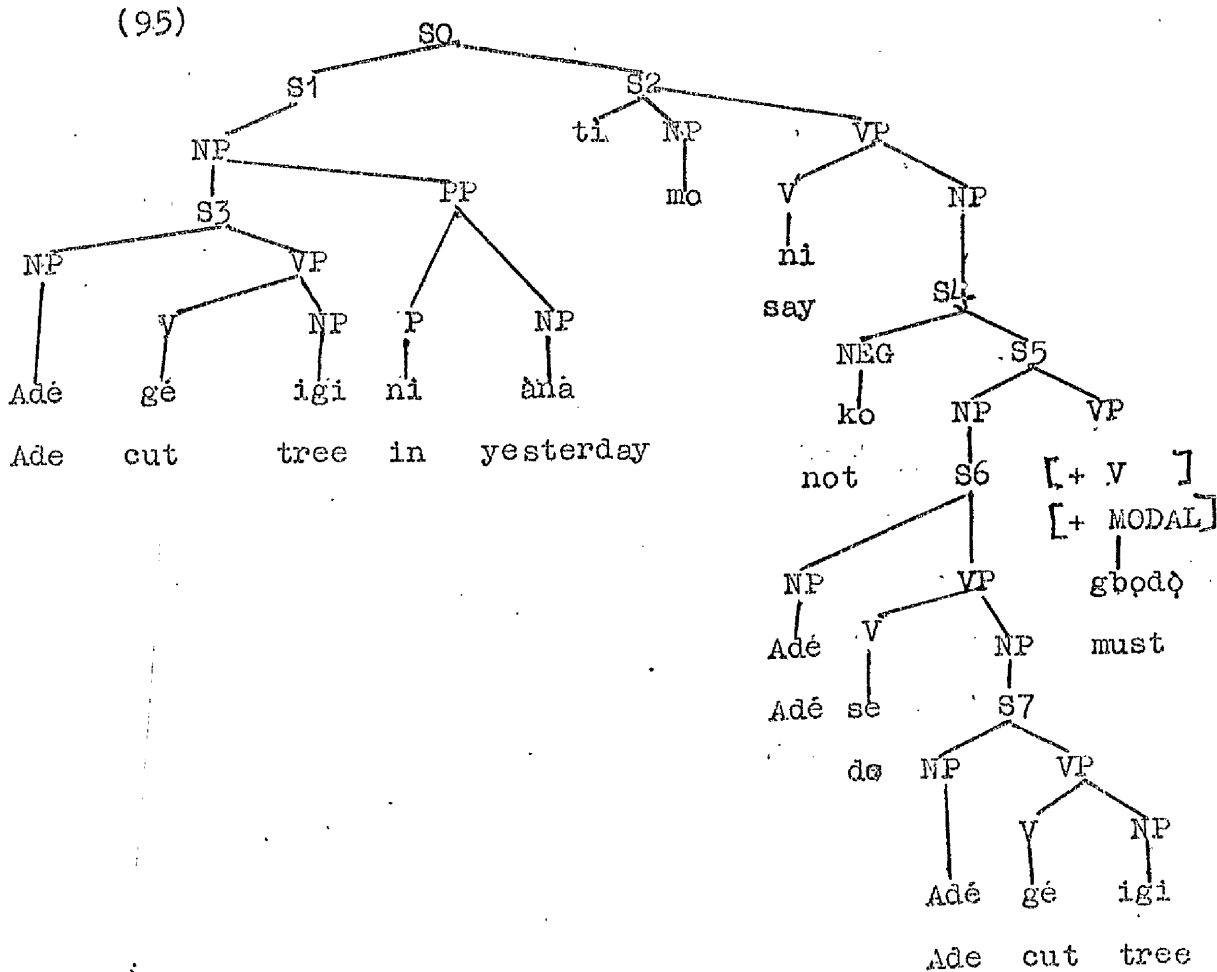 (95)
S0
S1 S2
ti NP VP
NP
PP mo V NP
S3
NP VP ni
say S4
V NP P NP NEG S5
Adé gé igi ní àná ko NP VP
Ade cut tree in yesterday not S6 [+ V ]
[+ MODAL]
NP VP gbọdọ̀
Adé V NP must
Adé se S7
do NP VP
V NP
Adé gé igi
Ade cut tree